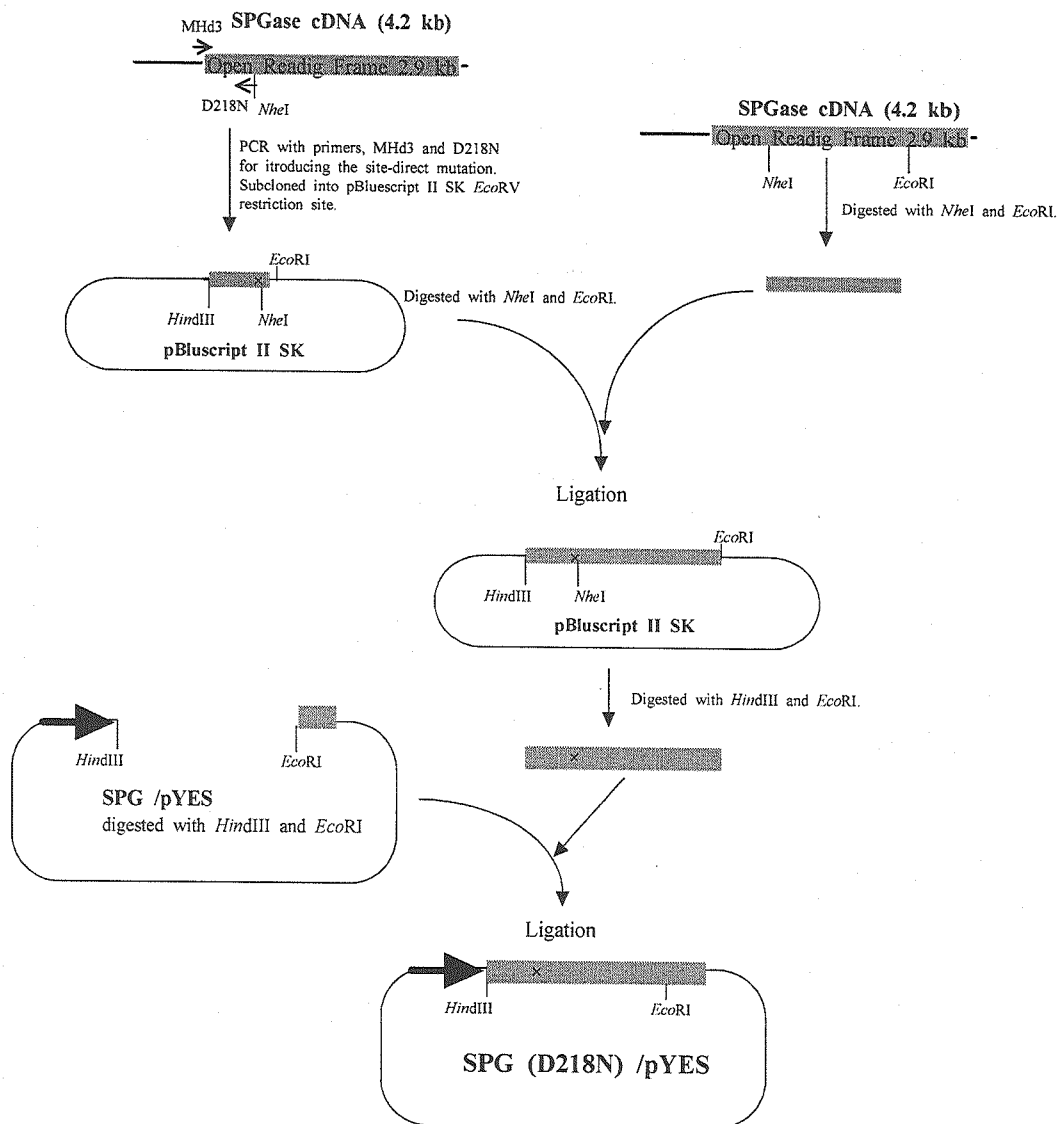 MHd3 SPGase cDNA (4.2 kb)
Open Readig Frame 2.9 kb
D218N NheI
PCR with primers, MHd3 and D218N
for itroducing the site-direct mutation.
Subcloned into pBluescript II SK EcoRV
restriction site.
SPGase cDNA (4.2 kb)
Open Readig Frame 2.9 kb
NheI
EcoRI
Digested with NheI and EcoRI.
EcoRI
HindIII
NheI
pBluscript II SK
Digested with NheI and EcoRI.
Ligation
EcoRI
HindIII
NheI
pBluscript II SK
Digested with HindIII and EcoRI.
HindIII
EcoRI
SPG /pYES
digested with HindIII and EcoRI
Ligation
HindIII
EcoRI
SPG (D218N) /pYES